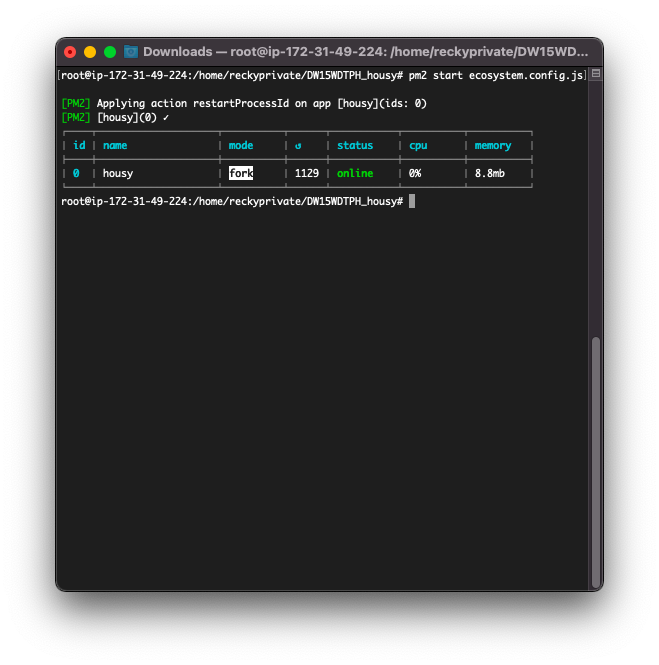 Downloads — root@ip-172-31-49-224: /home/reckyprivate/DW15WD...
[root@ip-172-31-49-224:/home/reckyprivate/DW15WDTPH_housy# pm2 start ecosystem.config.js]
[PM2] Applying action restartProcessId on app [housy](ids: 0)
[PM2] [housy](0) ✓
id name mode ↺ status cpu memory
0 housy fork 1129 online 0% 8.8mb
root@ip-172-31-49-224:/home/reckyprivate/DW15WDTPH_housy#